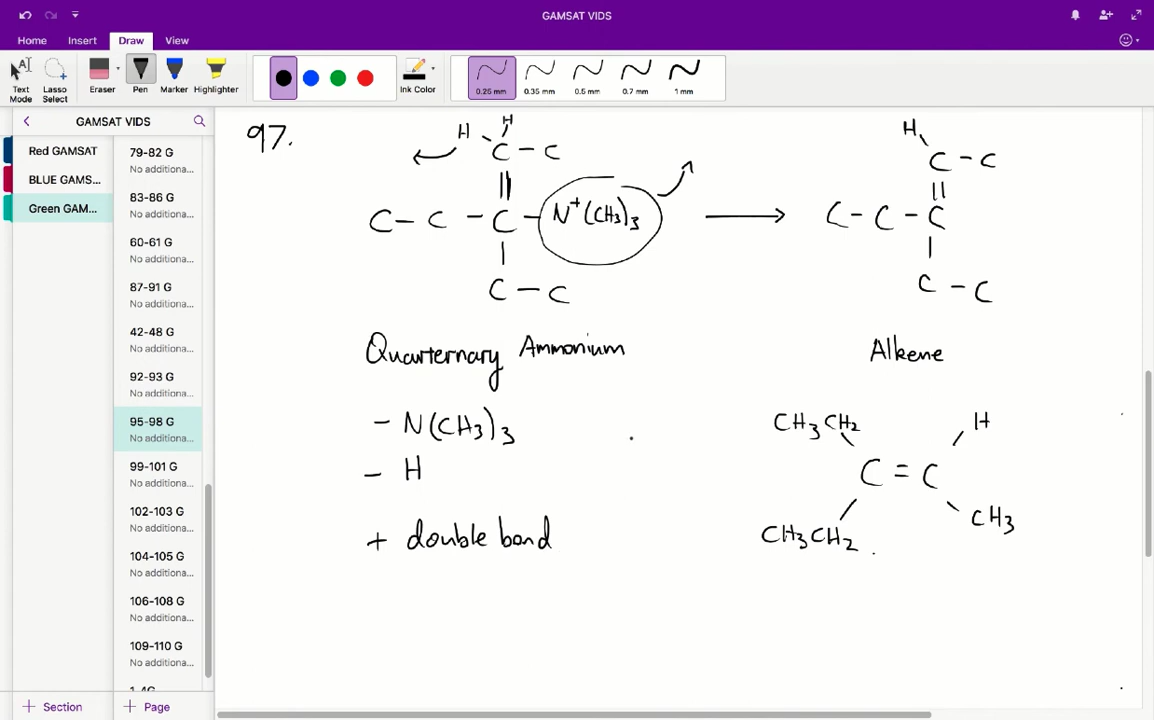 GAMSAT VIDS
Home Insert Draw View
Text Mode
Lasso Select
Eraser
Pen
Marker
Highlighter
Ink Color
0.25 mm 0.35 mm 0.5 mm 0.7 mm 1 mm
GAMSAT VIDS
Red GAMSAT
BLUE GAMS...
Green GAM...
79-82 G
No additiona...
83-86 G
No additiona...
60-61 G
No additiona...
87-91 G
No additiona...
42-48 G
No additiona...
92-93 G
No additiona...
95-98 G
No additiona...
99-101 G
No additiona...
102-103 G
No additiona...
104-105 G
No additiona...
106-108 G
No additiona...
109-110 G
No additiona...
+ Section
+ Page
97.
H H
C - C
C - C - C - N⁺(CH₃)₃
C - C
Quarternary Ammonium
- N(CH₃)₃
- H
+ double bond
H
C - C
C - C - C
C - C
Alkene
CH₃CH₂ H
C = C
CH₃CH₂ CH₃